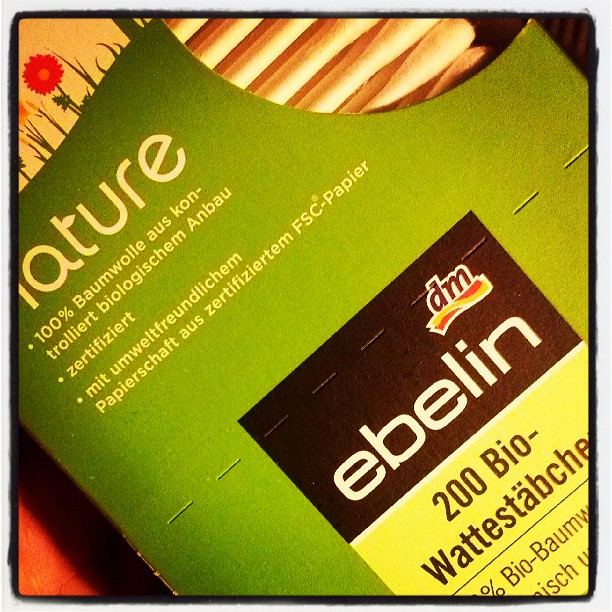 nature
• 100% Baumwolle aus kon-
trolliert biologischem Anbau
• zertifiziert
• mit umweltfreundlichem
Papierschaft aus zertifiziertem FSC®-Papier
dm
ebelin
200 Bio-
Wattestäbche
% Bio-Baumw
isch u